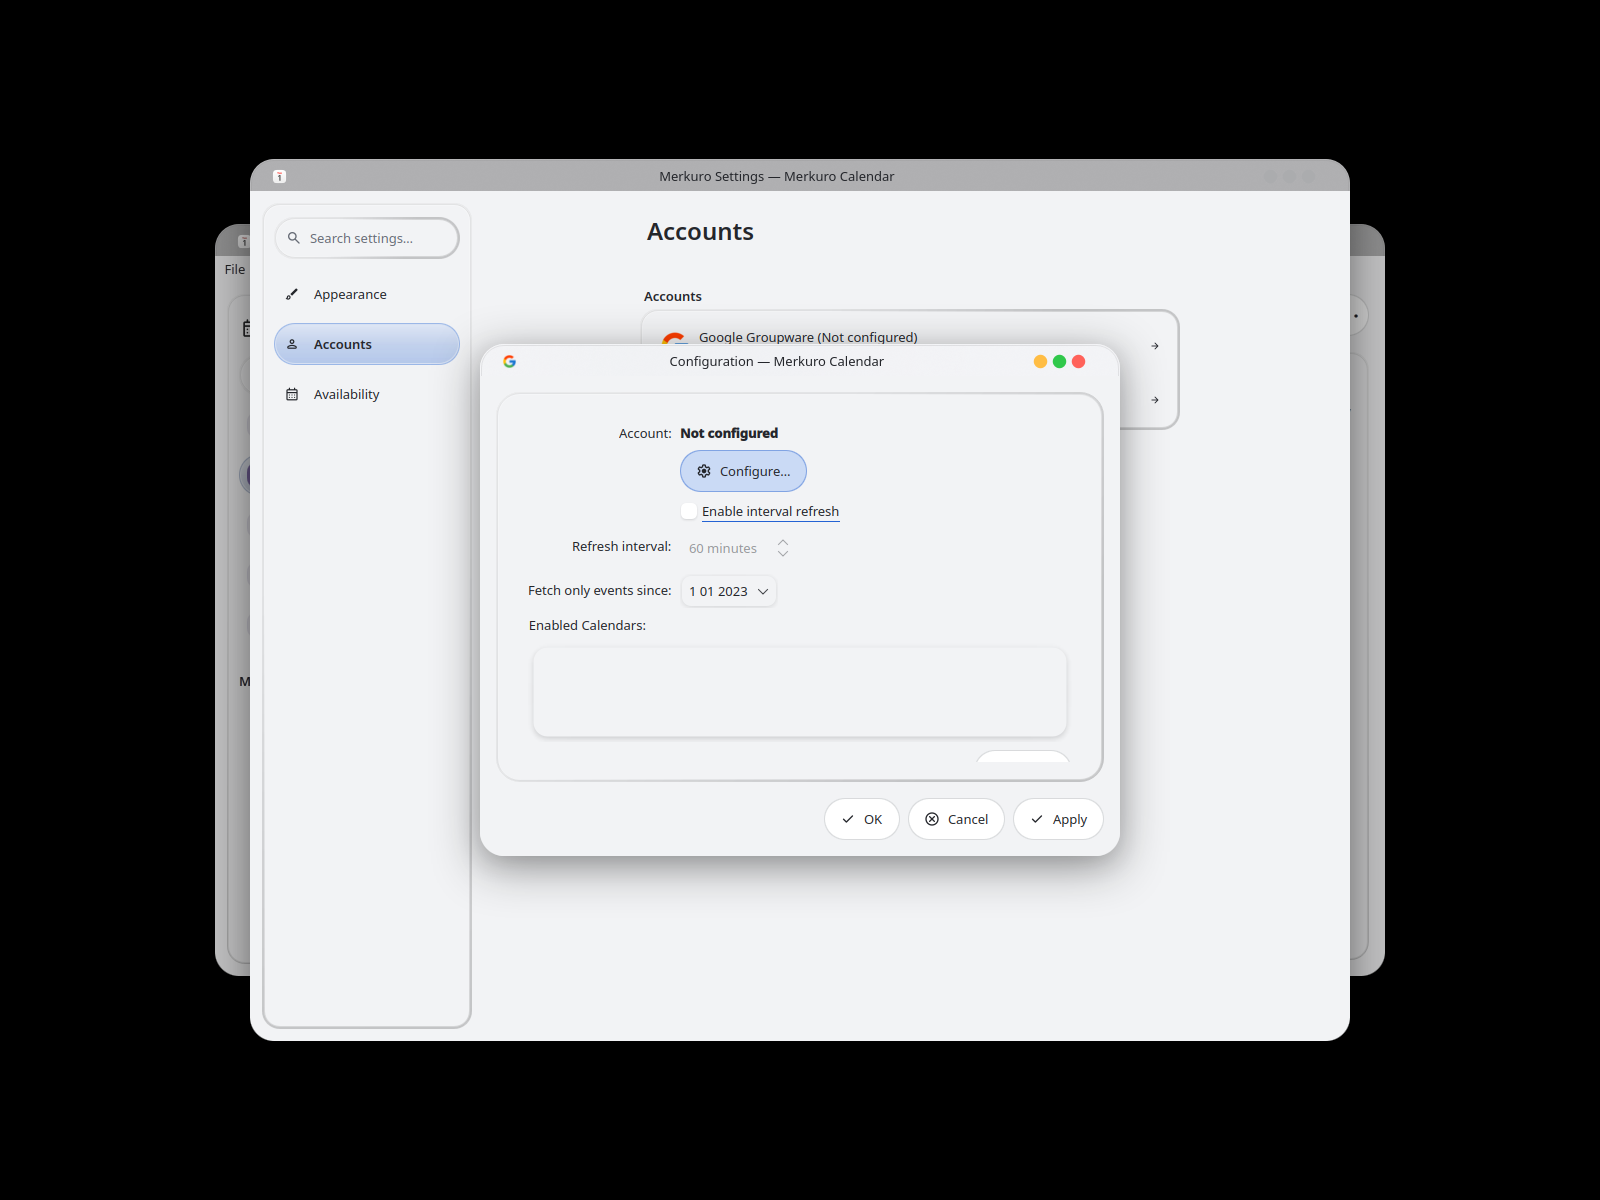 Merkuro Settings — Merkuro Calendar
File
Search settings...
Appearance
Accounts
Availability
M
Accounts
Accounts
Google Groupware (Not configured)
Configuration — Merkuro Calendar
Account: Not configured
Configure...
Enable interval refresh
Refresh interval: 60 minutes
Fetch only events since: 1 01 2023
Enabled Calendars:
OK
Cancel
Apply